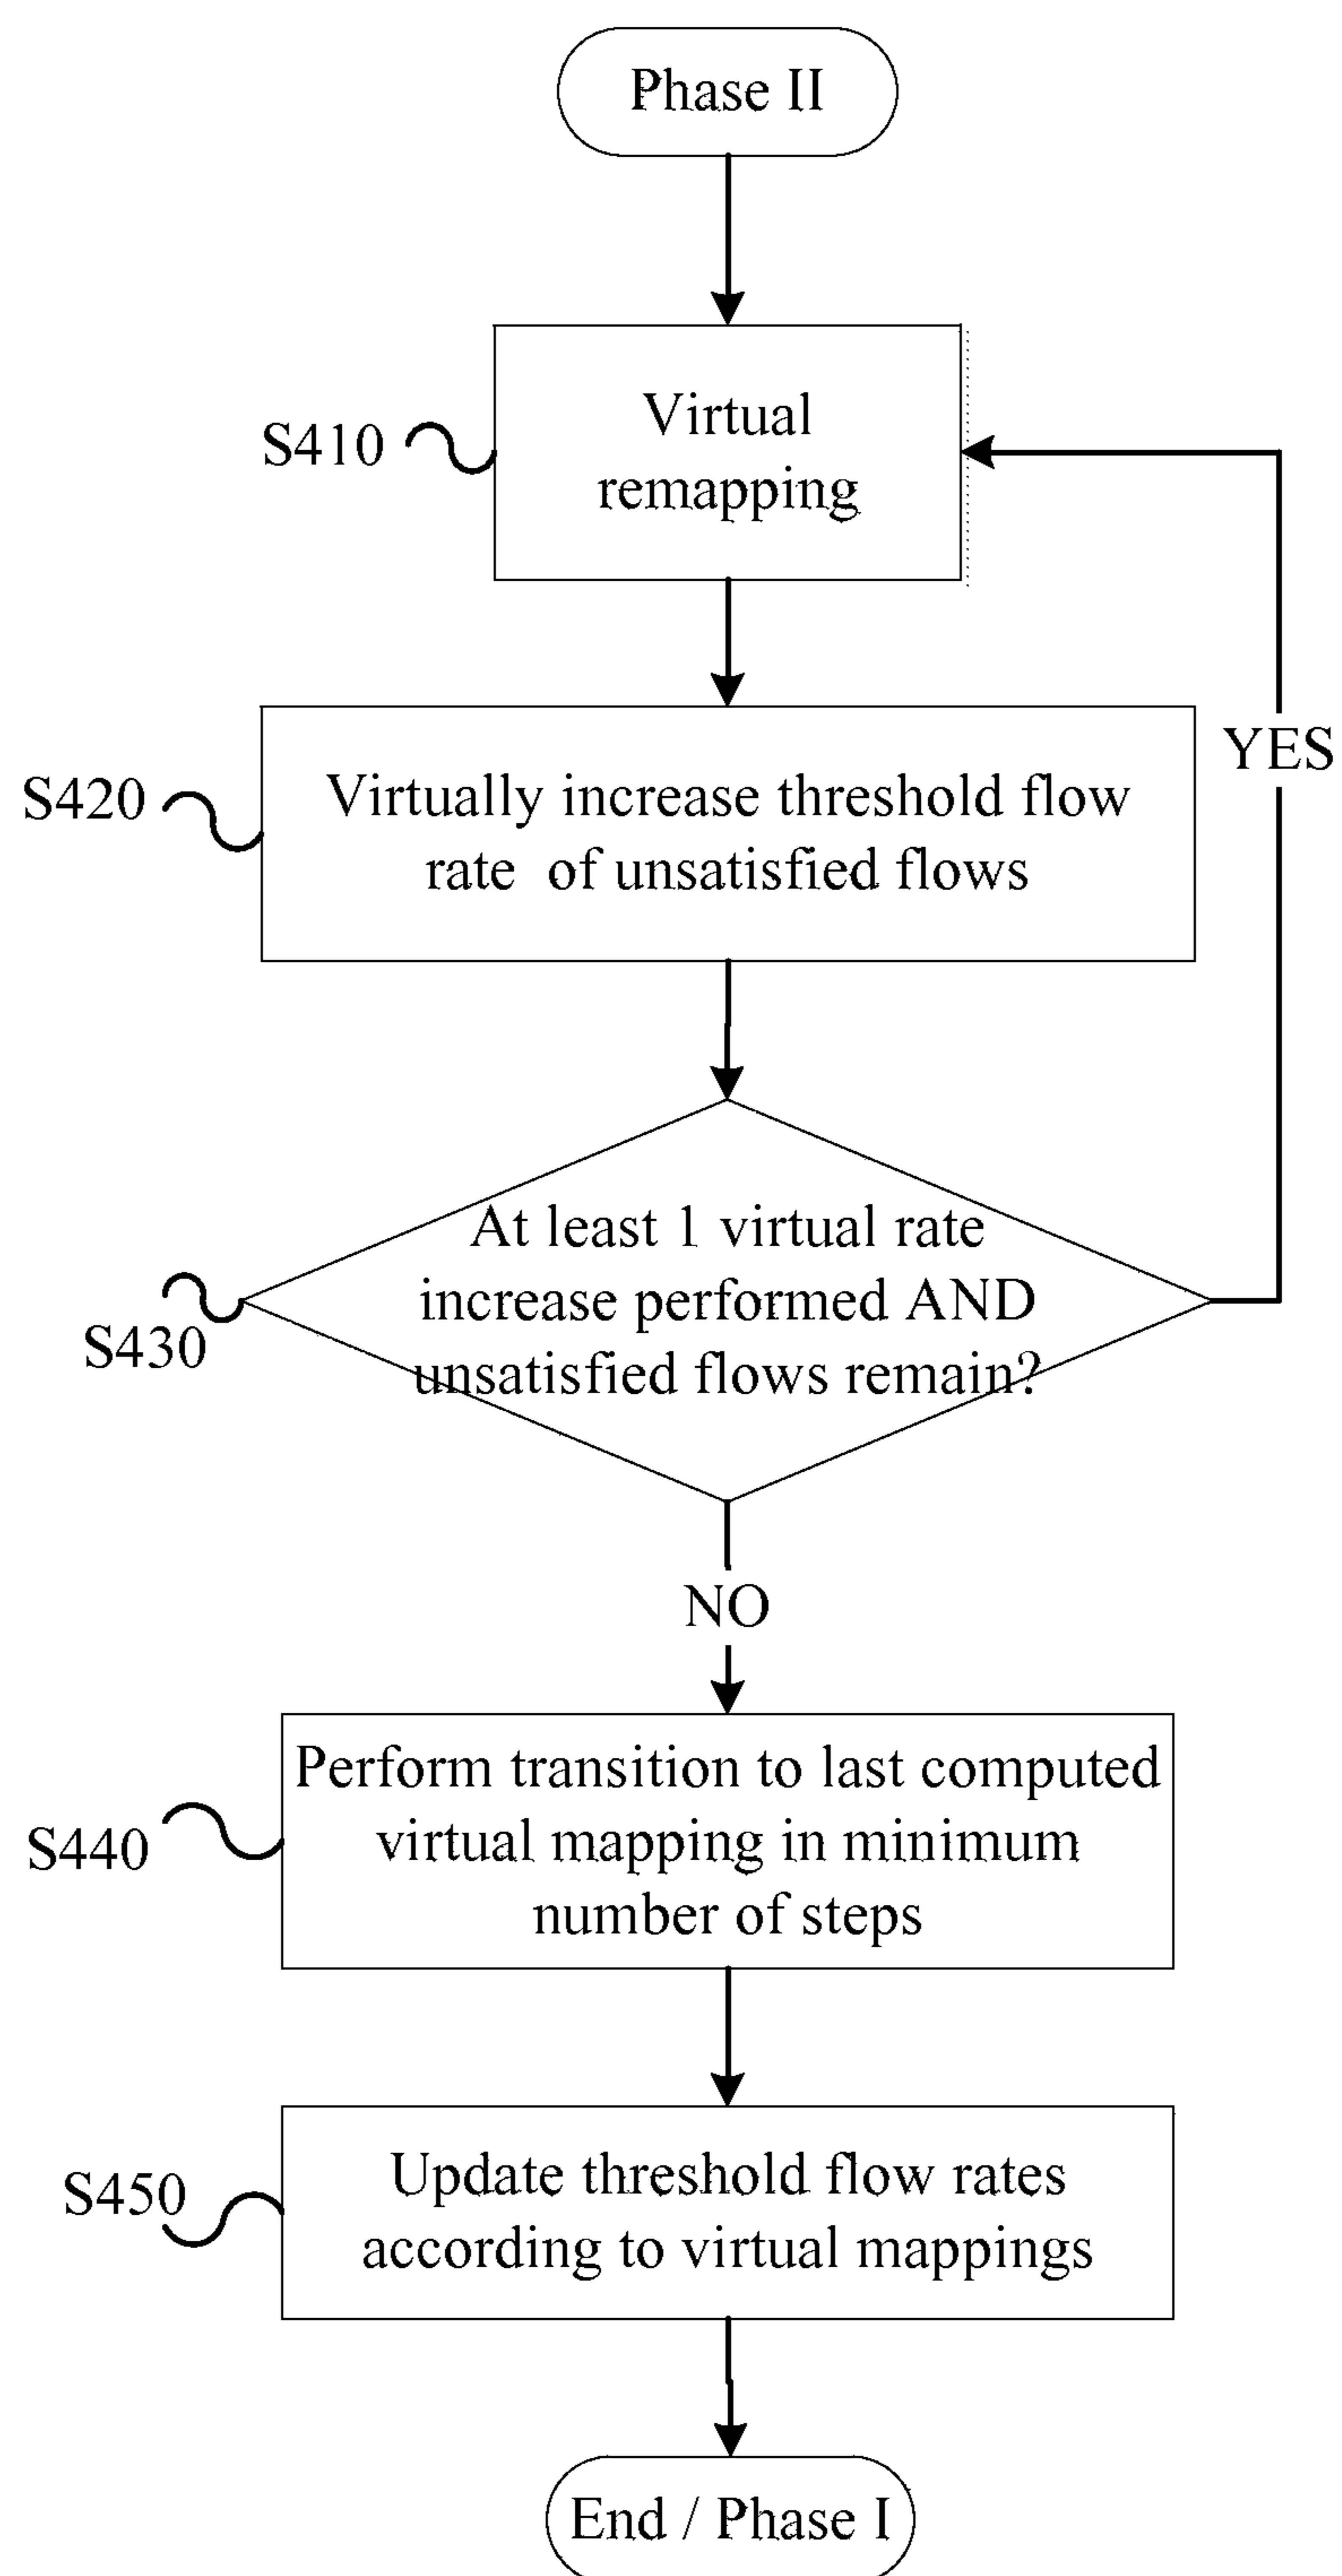 Phase II
S410
Virtual
remapping
YES
S420
Virtually increase threshold flow
rate of unsatisfied flows
S430
At least 1 virtual rate
increase performed AND
unsatisfied flows remain?
NO
S440
Perform transition to last computed
virtual mapping in minimum
number of steps
S450
Update threshold flow rates
according to virtual mappings
End / Phase I